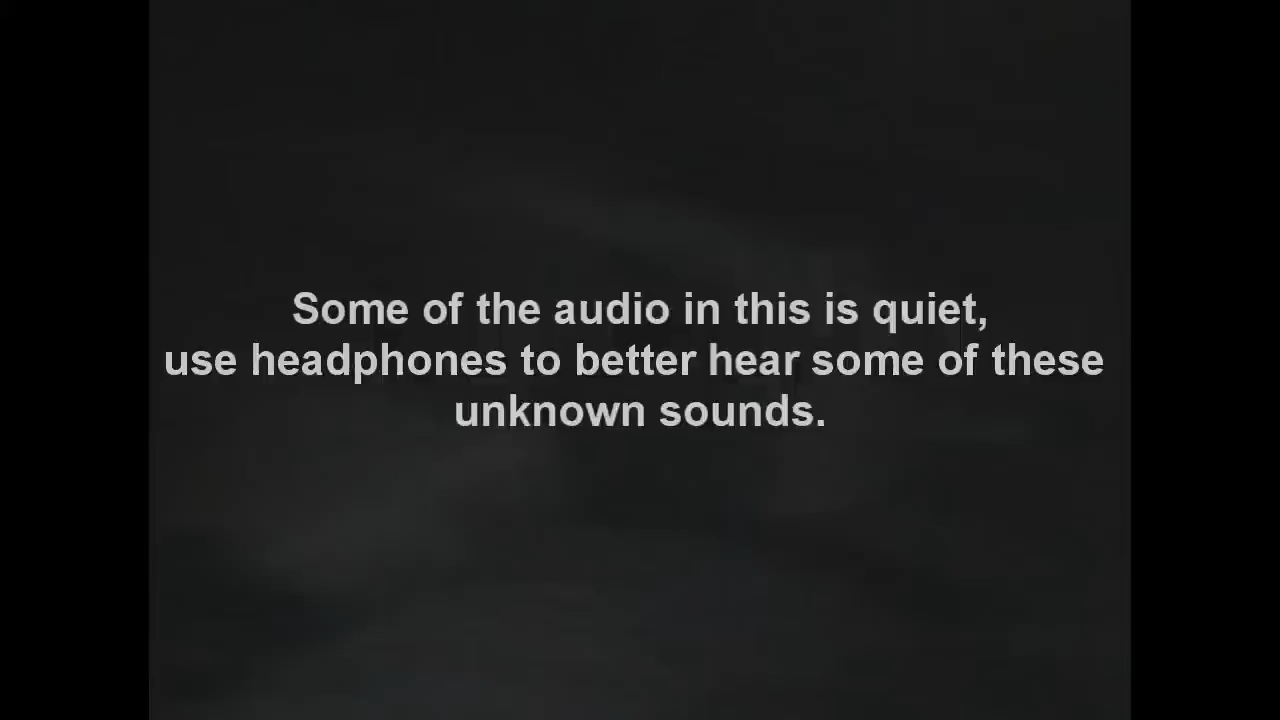 Some of the audio in this is quiet,
use headphones to better hear some of these
unknown sounds.